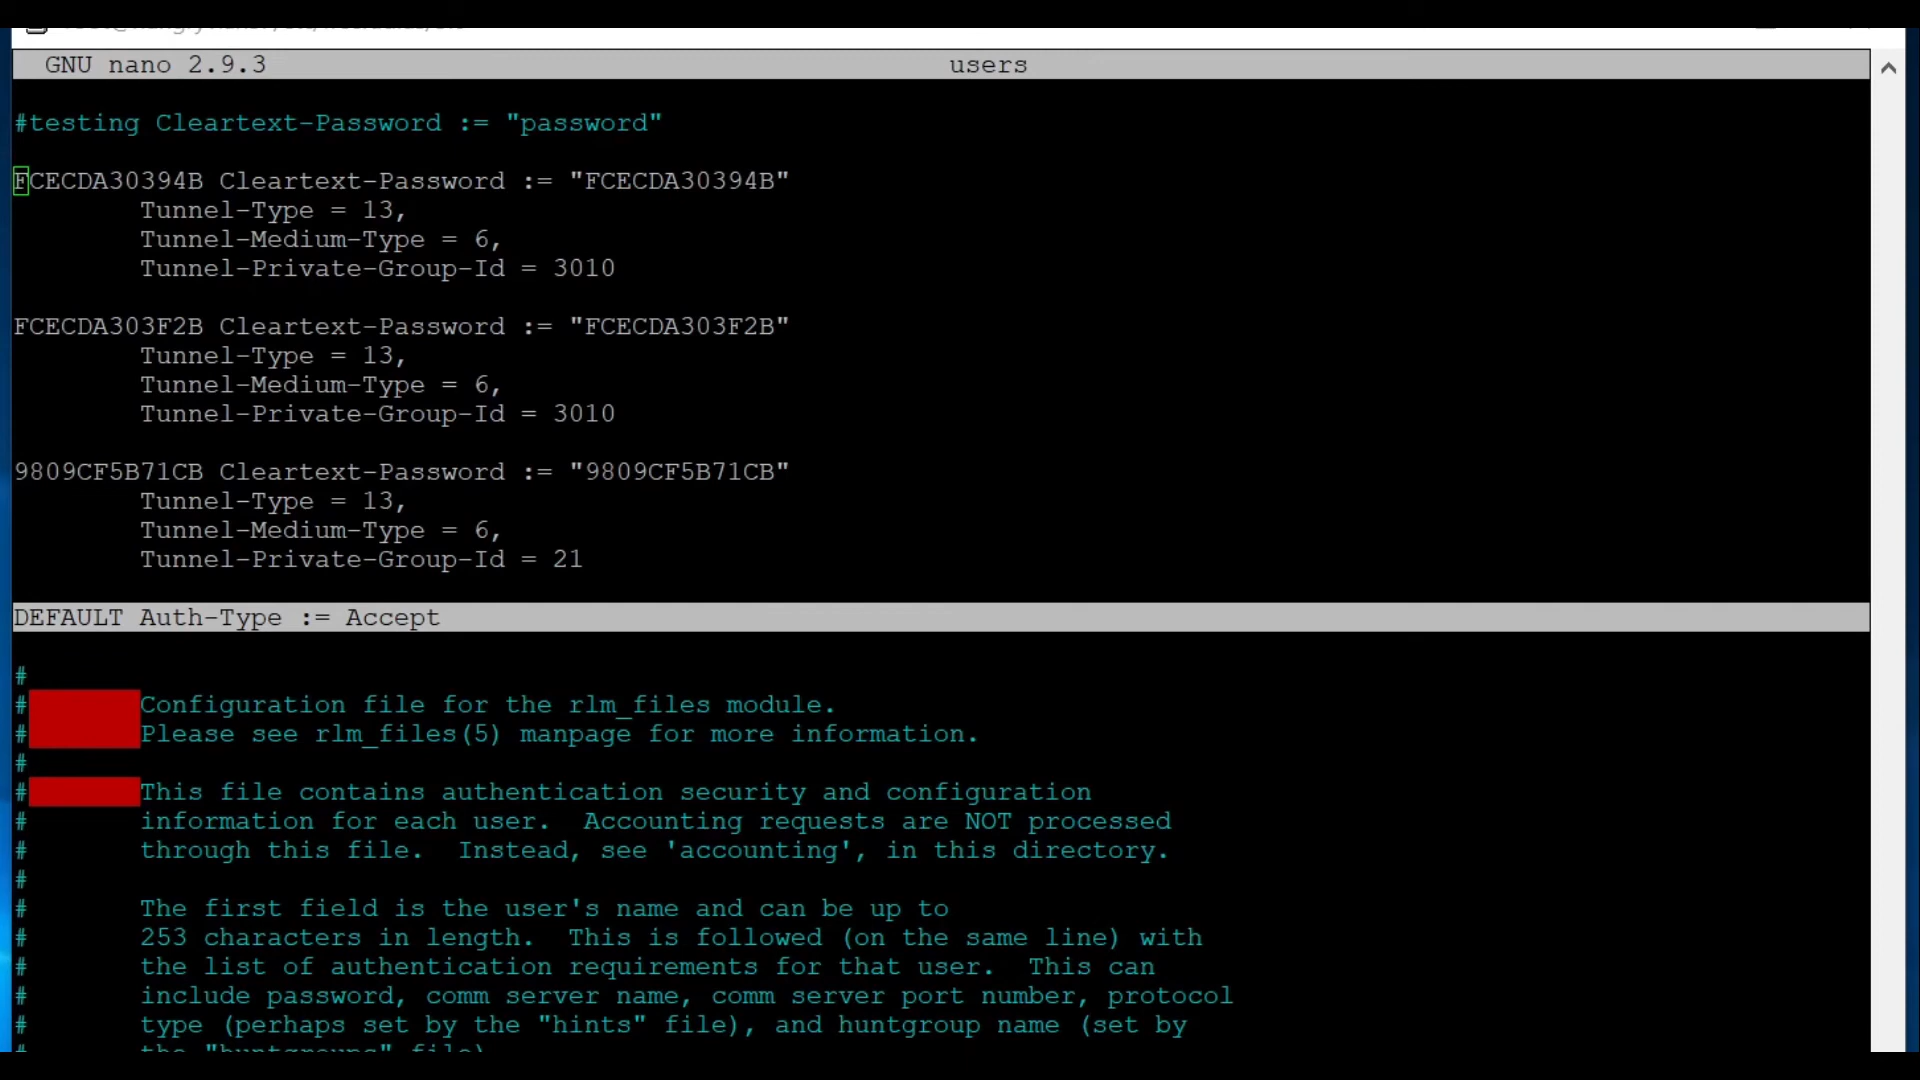 GNU nano 2.9.3 users
#testing Cleartext-Password := "password"
FCECDA30394B Cleartext-Password := "FCECDA30394B"
Tunnel-Type = 13,
Tunnel-Medium-Type = 6,
Tunnel-Private-Group-Id = 3010
FCECDA303F2B Cleartext-Password := "FCECDA303F2B"
Tunnel-Type = 13,
Tunnel-Medium-Type = 6,
Tunnel-Private-Group-Id = 3010
9809CF5B71CB Cleartext-Password := "9809CF5B71CB"
Tunnel-Type = 13,
Tunnel-Medium-Type = 6,
Tunnel-Private-Group-Id = 21
DEFAULT Auth-Type := Accept
#
# Configuration file for the rlm_files module.
# Please see rlm_files(5) manpage for more information.
#
# This file contains authentication security and configuration
# information for each user.  Accounting requests are NOT processed
# through this file.  Instead, see 'accounting', in this directory.
#
# The first field is the user's name and can be up to
# 253 characters in length.  This is followed (on the same line) with
# the list of authentication requirements for that user.  This can
# include password, comm server name, comm server port number, protocol
# type (perhaps set by the "hints" file), and huntgroup name (set by
# the "huntgroups" file)